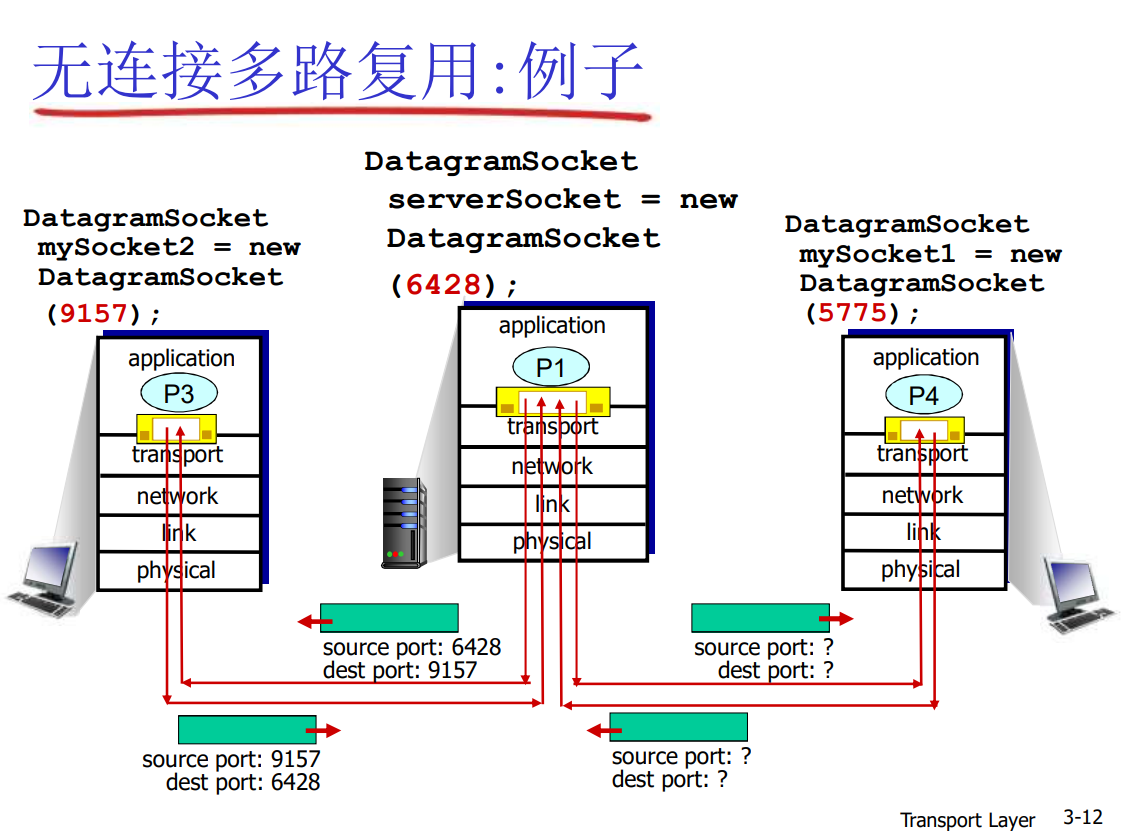 无连接多路复用:例子
DatagramSocket
serverSocket = new
DatagramSocket
(6428);
DatagramSocket
mySocket2 = new
DatagramSocket
(9157);
DatagramSocket
mySocket1 = new
DatagramSocket
(5775);
application
P3
transport
network
link
physical
application
P1
transport
network
link
physical
application
P4
transport
network
link
physical
source port: 6428
dest port: 9157
source port: ?
dest port: ?
source port: 9157
dest port: 6428
source port: ?
dest port: ?
Transport Layer 3-12